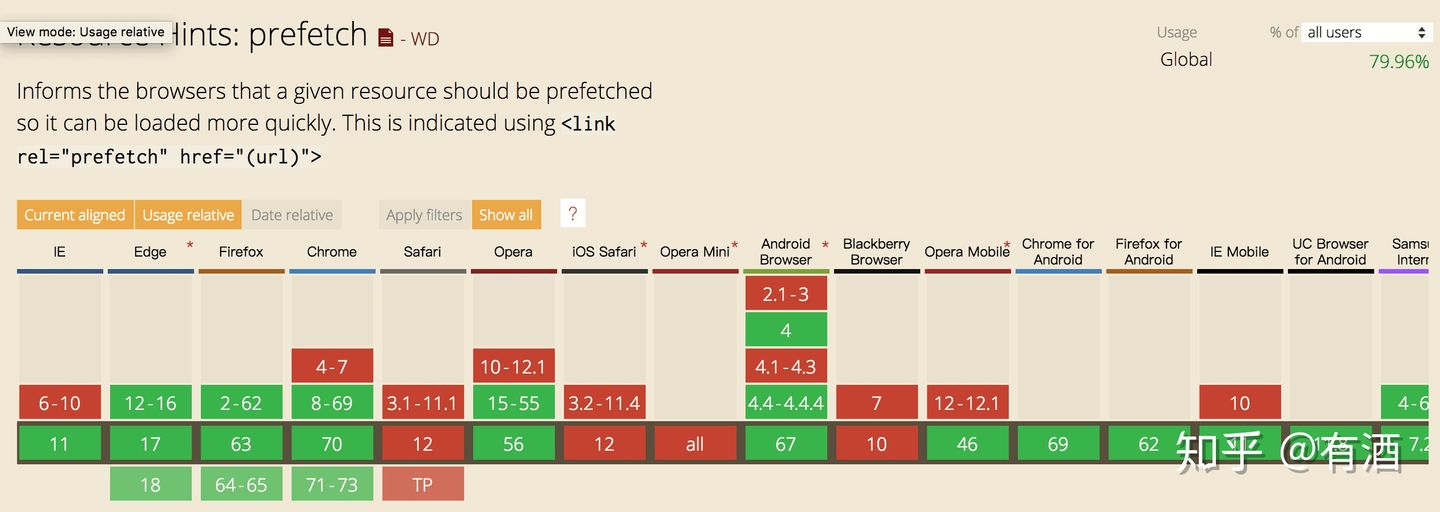 View mode: Usage relative
Hints: prefetch - WD
Usage % of all users
Global 79.96%
Informs the browsers that a given resource should be prefetched
so it can be loaded more quickly. This is indicated using <link
rel="prefetch" href="(url)">
Current aligned Usage relative Date relative Apply filters Show all ?
IE Edge * Firefox Chrome Safari Opera iOS Safari * Opera Mini * Android Browser * Blackberry Browser Opera Mobile * Chrome for Android Firefox for Android IE Mobile UC Browser for Android
2.1-3
4
4-7 10-12.1 4.1-4.3
6-10 12-16 2-62 8-69 3.1-11.1 15-55 3.2-11.4 4.4-4.4.4 7 12-12.1 10 4-6
11 17 63 70 12 56 12 all 67 10 46 69 62 7.2
18 64-65 71-73 TP
知乎 @有酒